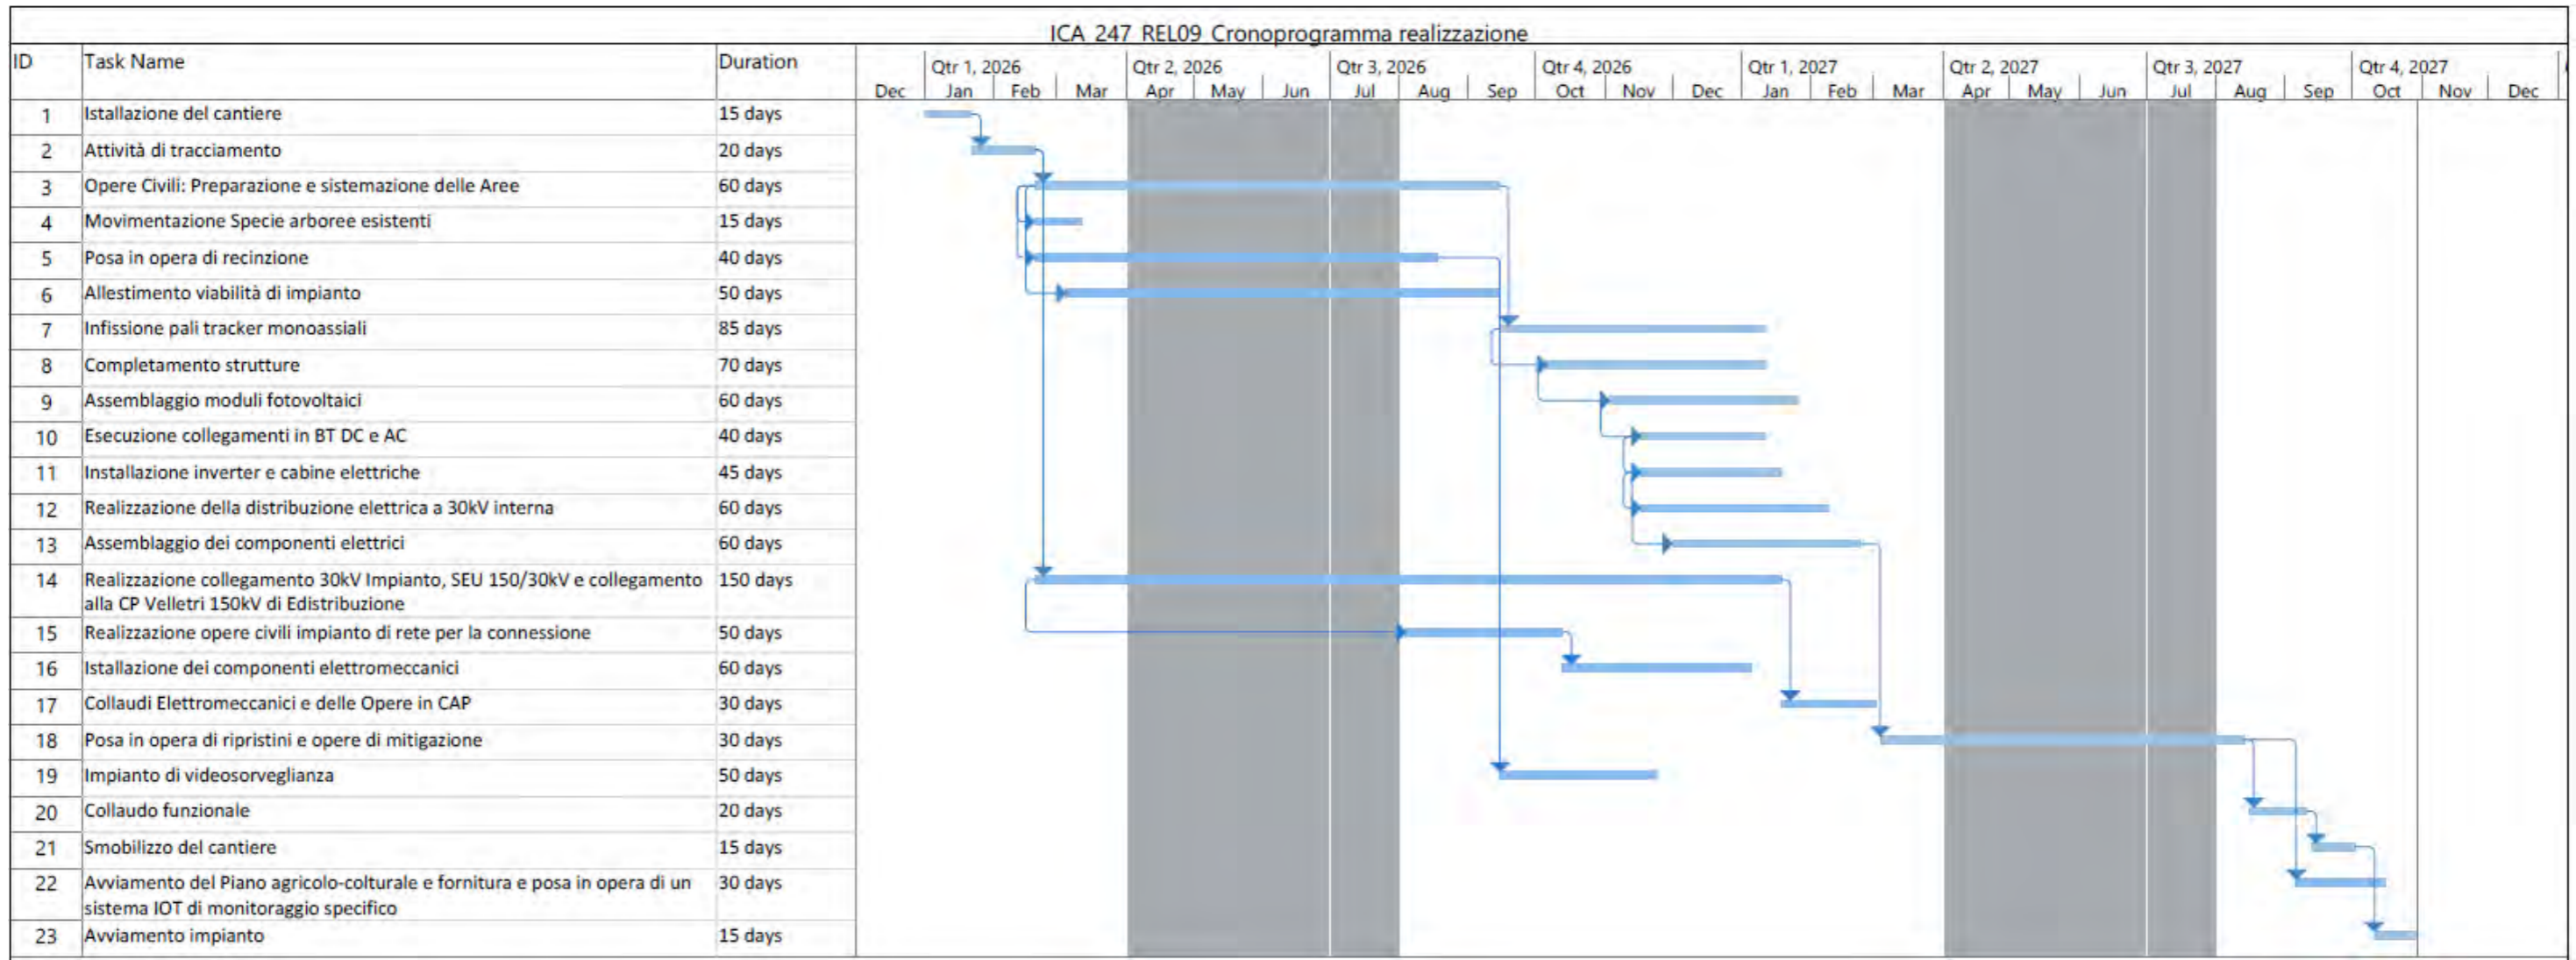 ICA_247_REL09_Cronoprogramma realizzazione
ID Task Name Duration
Qtr 1, 2026 Qtr 2, 2026 Qtr 3, 2026 Qtr 4, 2026 Qtr 1, 2027 Qtr 2, 2027 Qtr 3, 2027 Qtr 4, 2027
Dec Jan Feb Mar Apr May Jun Jul Aug Sep Oct Nov Dec Jan Feb Mar Apr May Jun Jul Aug Sep Oct Nov Dec
1 Istallazione del cantiere 15 days
2 Attività di tracciamento 20 days
3 Opere Civili: Preparazione e sistemazione delle Aree 60 days
4 Movimentazione Specie arboree esistenti 15 days
5 Posa in opera di recinzione 40 days
6 Allestimento viabilità di impianto 50 days
7 Infissione pali tracker monoassiali 85 days
8 Completamento strutture 70 days
9 Assemblaggio moduli fotovoltaici 60 days
10 Esecuzione collegamenti in BT DC e AC 40 days
11 Installazione inverter e cabine elettriche 45 days
12 Realizzazione della distribuzione elettrica a 30kV interna 60 days
13 Assemblaggio dei componenti elettrici 60 days
14 Realizzazione collegamento 30kV Impianto, SEU 150/30kV e collegamento 150 days
alla CP Velletri 150kV di Edistribuzione
15 Realizzazione opere civili impianto di rete per la connessione 50 days
16 Istallazione dei componenti elettromeccanici 60 days
17 Collaudi Elettromeccanici e delle Opere in CAP 30 days
18 Posa in opera di ripristini e opere di mitigazione 30 days
19 Impianto di videosorveglianza 50 days
20 Collaudo funzionale 20 days
21 Smobilizzo del cantiere 15 days
22 Avviamento del Piano agricolo-colturale e fornitura e posa in opera di un 30 days
sistema IOT di monitoraggio specifico
23 Avviamento impianto 15 days